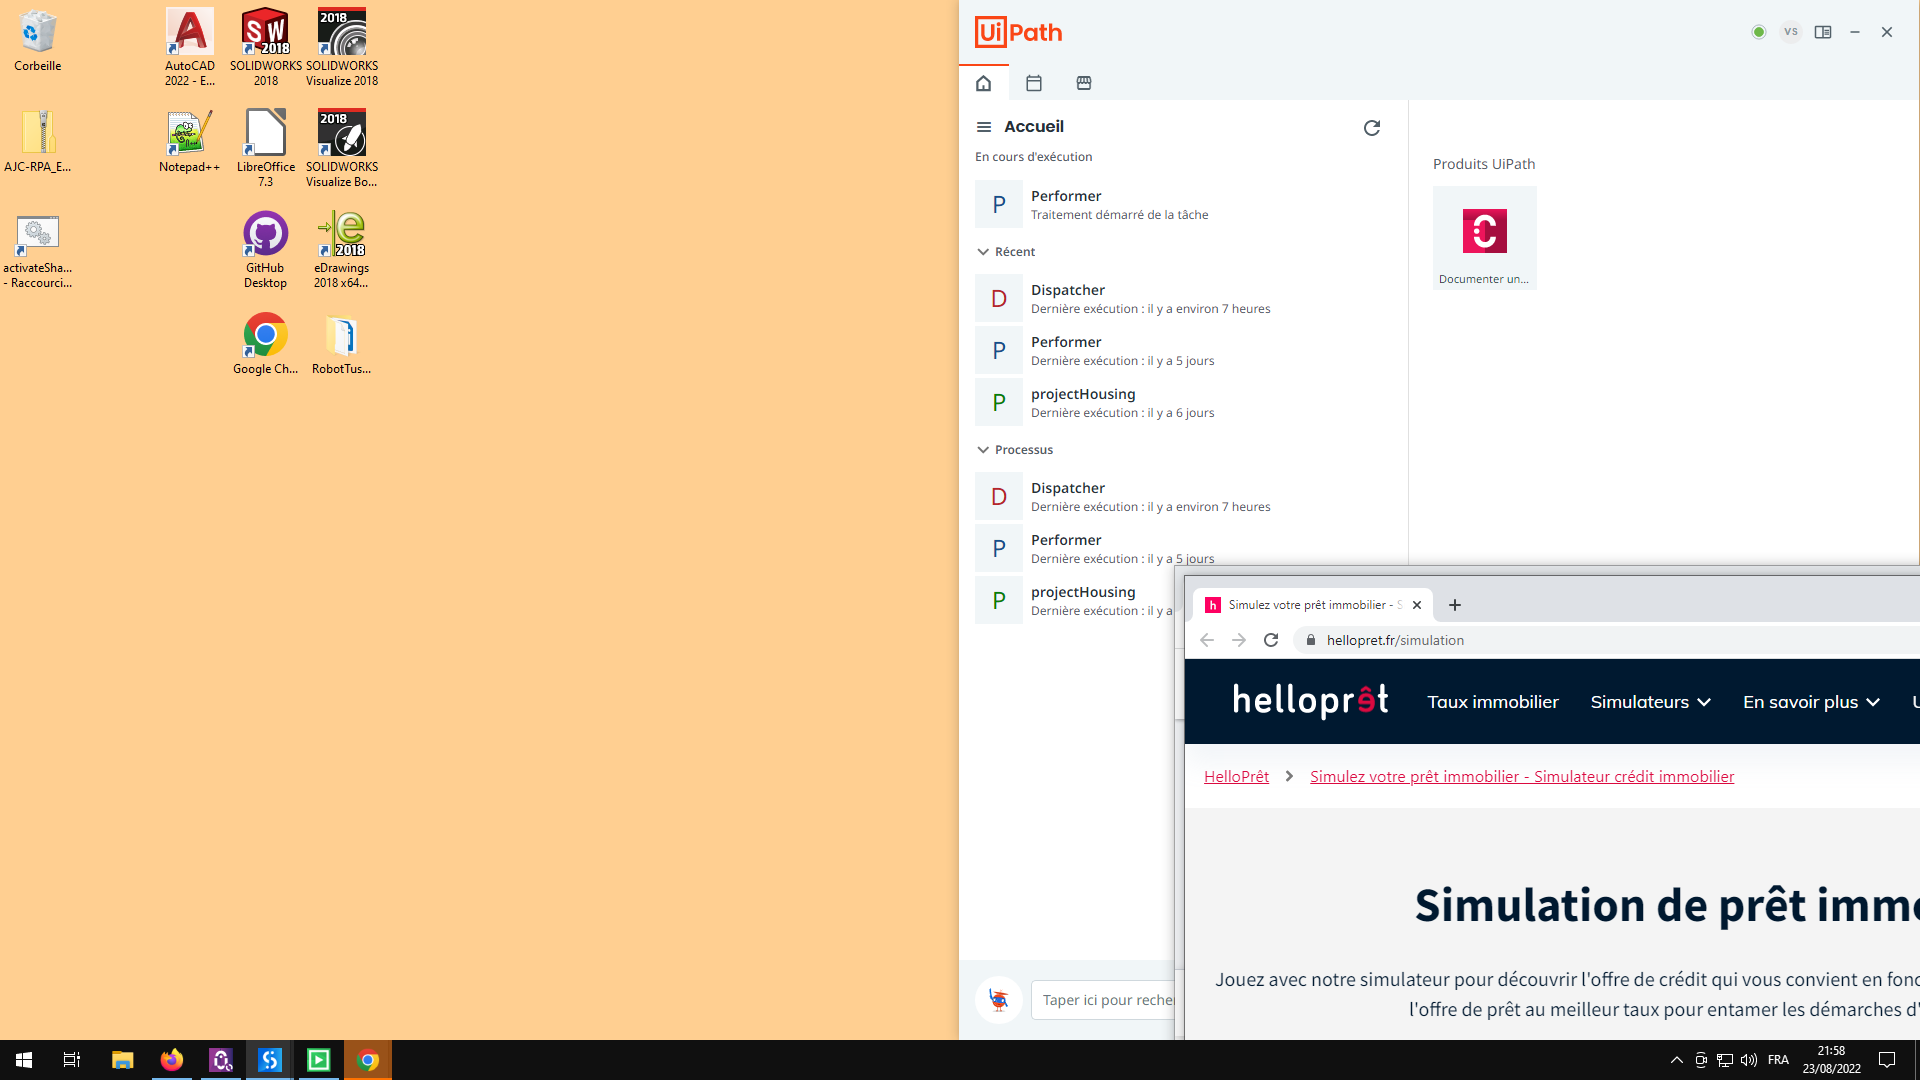 Corbeille
AutoCAD
2022 - E...
SOLIDWORKS
2018
SOLIDWORKS
Visualize 2018
AJC-RPA_E...
Notepad++
LibreOffice
7.3
SOLIDWORKS
Visualize Bo...
activateSha...
- Raccourci...
GitHub
Desktop
eDrawings
2018 x64...
Google Ch...
RobotTus...
UiPath
VS
Accueil
En cours d'exécution
P
Performer
Traitement démarré de la tâche
Récent
D
Dispatcher
Dernière exécution : il y a environ 7 heures
P
Performer
Dernière exécution : il y a 5 jours
P
projectHousing
Dernière exécution : il y a 6 jours
Processus
D
Dispatcher
Dernière exécution : il y a environ 7 heures
P
Performer
Dernière exécution : il y a 5 jours
P
projectHousing
Dernière exécution : il y a
Taper ici pour recher
Produits UiPath
Documenter un...
Simulez votre prêt immobilier - S
hellopret.fr/simulation
helloprêt
Taux immobilier
Simulateurs
En savoir plus
HelloPrêt
Simulez votre prêt immobilier - Simulateur crédit immobilier
Simulation de prêt immo
Jouez avec notre simulateur pour découvrir l'offre de crédit qui vous convient en fonc
l'offre de prêt au meilleur taux pour entamer les démarches d'
FRA
21:58
23/08/2022